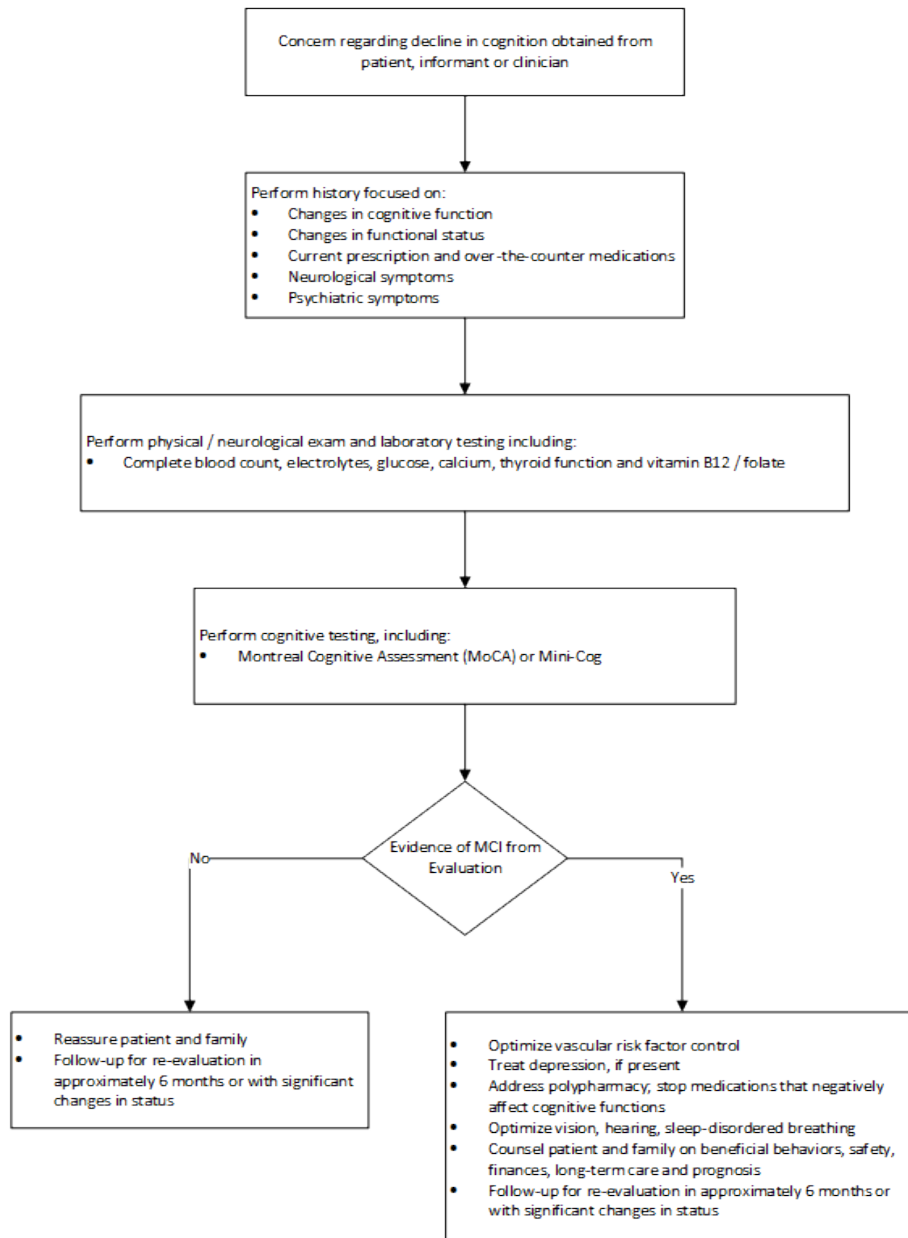 Concern regarding decline in cognition obtained from
patient, informant or clinician
Perform history focused on:
• Changes in cognitive function
• Changes in functional status
• Current prescription and over-the-counter medications
• Neurological symptoms
• Psychiatric symptoms
Perform physical / neurological exam and laboratory testing including:
• Complete blood count, electrolytes, glucose, calcium, thyroid function and vitamin B12 / folate
Perform cognitive testing, including:
• Montreal Cognitive Assessment (MoCA) or Mini-Cog
Evidence of MCI from
Evaluation
No
Yes
• Reassure patient and family
• Follow-up for re-evaluation in
approximately 6 months or with significant
changes in status
• Optimize vascular risk factor control
• Treat depression, if present
• Address polypharmacy; stop medications that negatively
affect cognitive functions
• Optimize vision, hearing, sleep-disordered breathing
• Counsel patient and family on beneficial behaviors, safety,
finances, long-term care and prognosis
• Follow-up for re-evaluation in approximately 6 months or
with significant changes in status